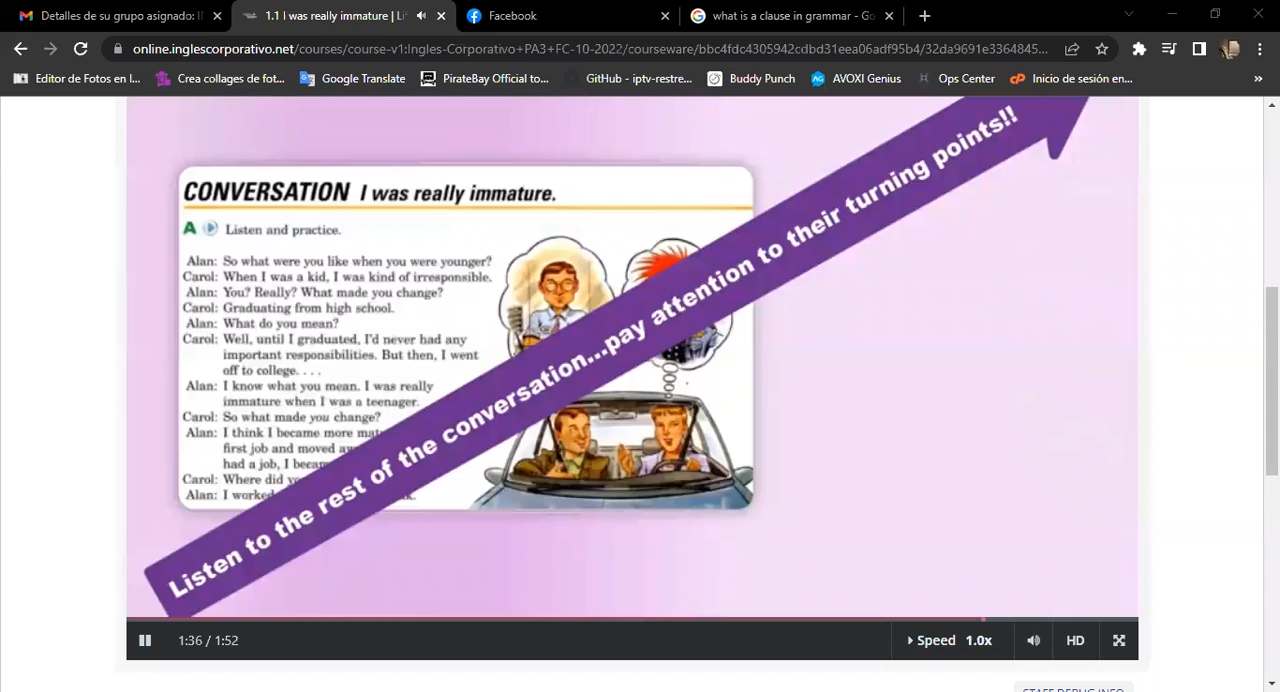 Detalles de su grupo asignado: I
1.1 I was really immature | Li
Facebook
what is a clause in grammar - Go
online.inglescorporativo.net/courses/course-v1:Ingles-Corporativo+PA3+FC-10-2022/courseware/bbc4fdc4305942cdbd31eea06adf95b4/32da9691e3364845...
Editor de Fotos en l...
Crea collages de fot...
Google Translate
PirateBay Official to...
GitHub - iptv-restre...
Buddy Punch
AVOXI Genius
Ops Center
Inicio de sesión en...
»
CONVERSATION I was really immature.
A Listen and practice.
Alan: So what were you like when you were younger?
Carol: When I was a kid, I was kind of irresponsible.
Alan: You? Really? What made you change?
Carol: Graduating from high school.
Alan: What do you mean?
Carol: Well, until I graduated, I'd never had any
important responsibilities. But then, I went
off to college. . . .
Alan: I know what you mean. I was really
immature when I was a teenager.
Carol: So what made you change?
Alan: I think I became more mat
first job and moved aw
had a job, I becam
Carol: Where did yo
Alan: I worked
k.
Listen to the rest of the conversation...pay attention to their turning points!!
1:36 / 1:52
Speed 1.0x
HD
STAFF DEBUG INFO